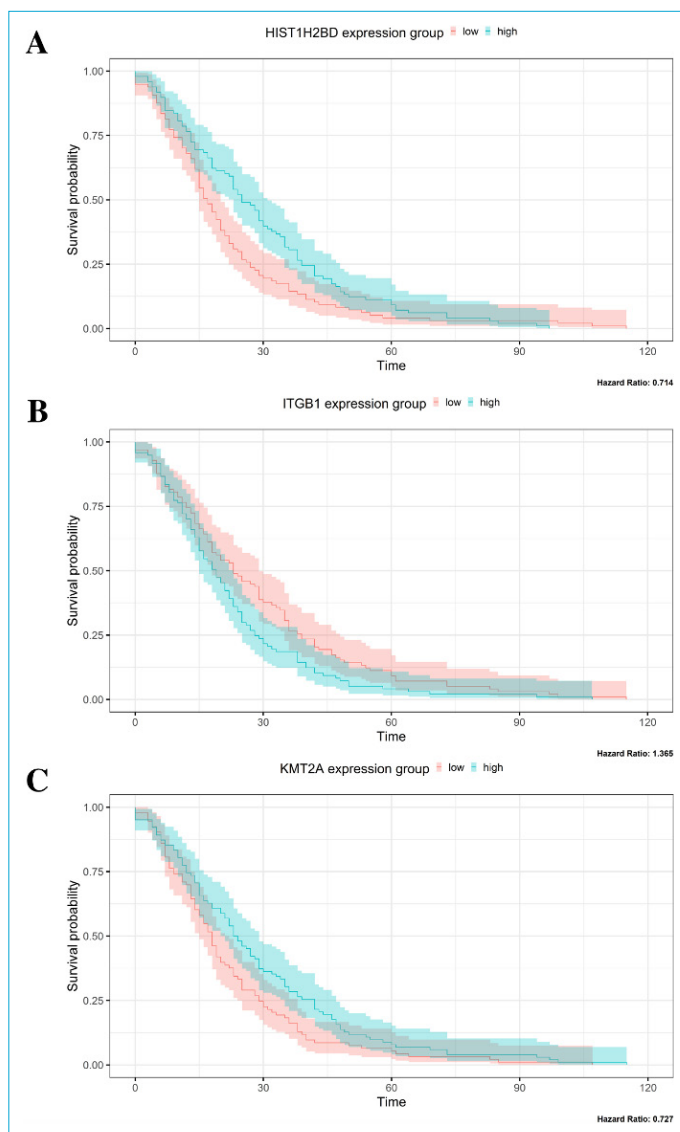 A
HIST1H2BD expression group low high
1.00
0.75
0.50
0.25
0.00
Survival probability
0 30 60 90 120
Time
Hazard Ratio: 0.714
B
ITGB1 expression group low high
1.00
0.75
0.50
0.25
0.00
Survival probability
0 30 60 90 120
Time
Hazard Ratio: 1.365
C
KMT2A expression group low high
1.00
0.75
0.50
0.25
0.00
Survival probability
0 30 60 90 120
Time
Hazard Ratio: 0.727